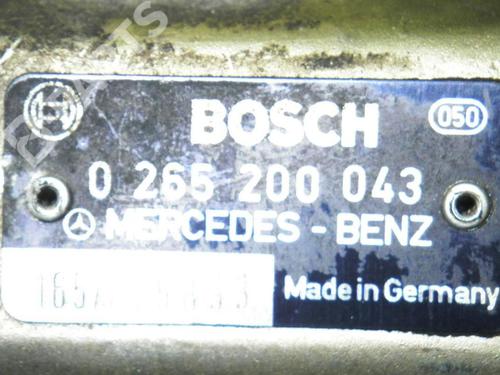 BOSCH
050
0 265 200 043
MERCEDES - BENZ
Made in Germany